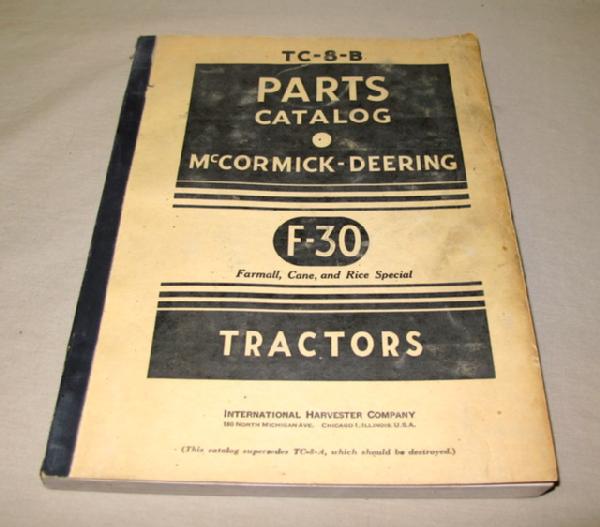 TC-8-B
PARTS
CATALOG
McCORMICK-DEERING
F-30
Farmall, Cane, and Rice Special
TRACTORS
INTERNATIONAL HARVESTER COMPANY
180 NORTH MICHIGAN AVE. CHICAGO 1, ILLINOIS, U.S.A.
(This catalog supersedes TC-8-A, which should be destroyed.)